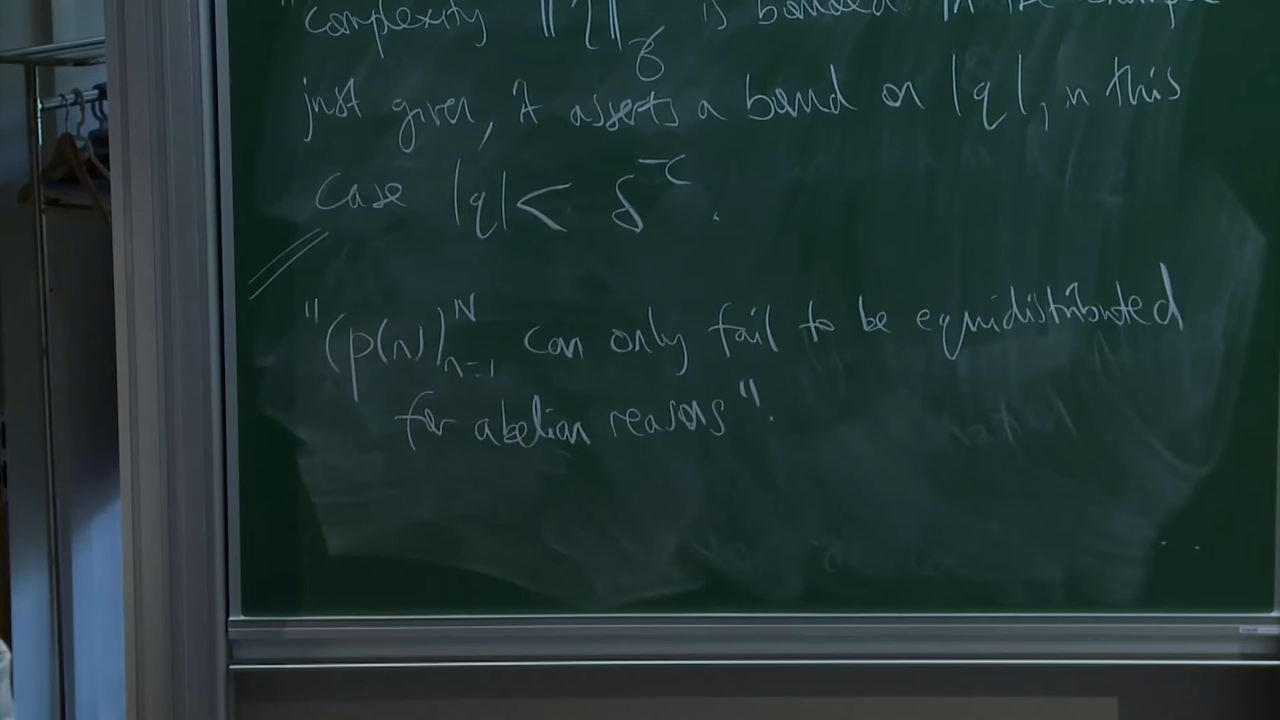 "complexity ‖η‖_𝒳 is bounded". In the example
just given, it asserts a bound on |q|, in this
case |q| < δ^{-C}.
"(p(n))_{n=1}^N can only fail to be equidistributed
for abelian reasons".